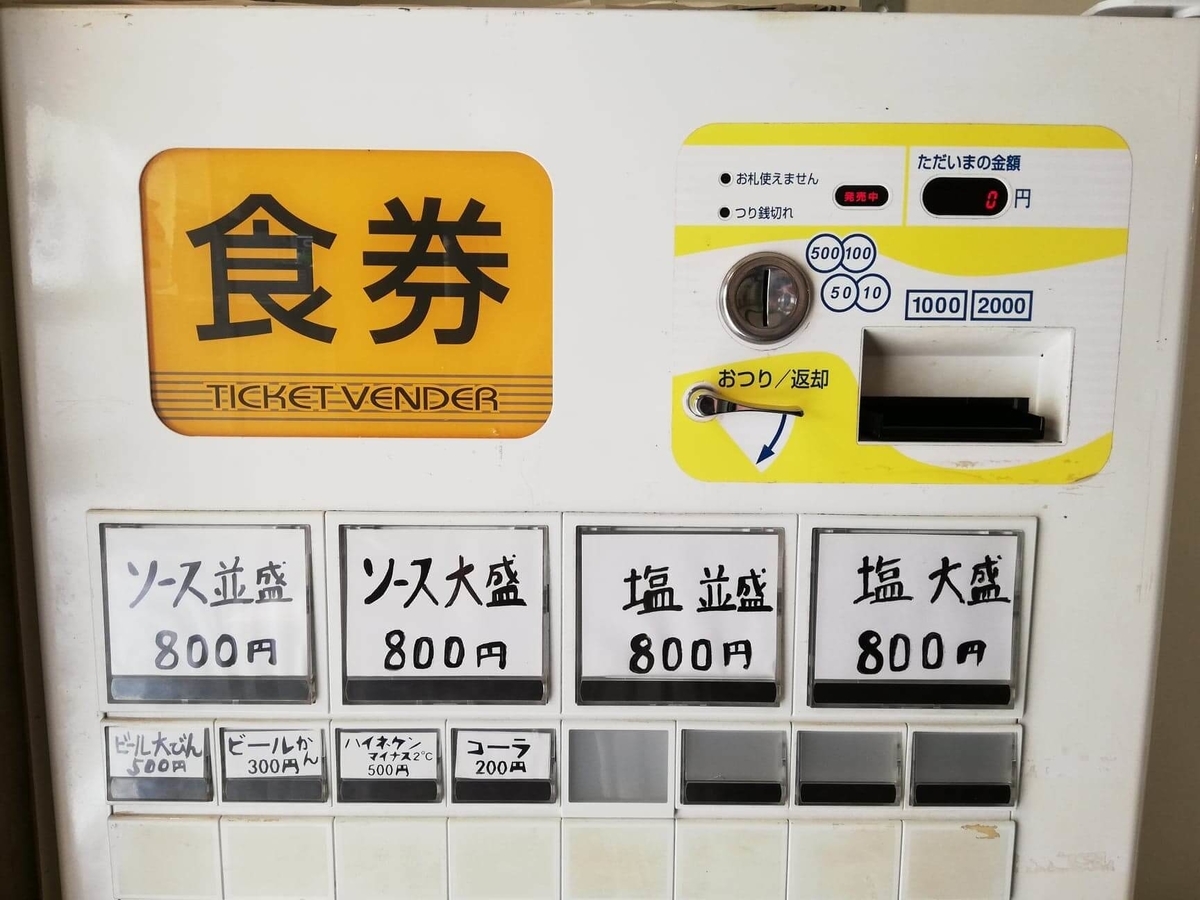 食券
TICKET VENDER
お札使えません
つり銭切れ
発売中
ただいまの金額
0円
500 100
50 10
1000 2000
おつり／返却
ソース並盛
800円
ソース大盛
800円
塩 並盛
800円
塩 大盛
800円
ビール大びん
500円
ビールかん
300円
ハイネケン
マイナス2℃
500円
コーラ
200円